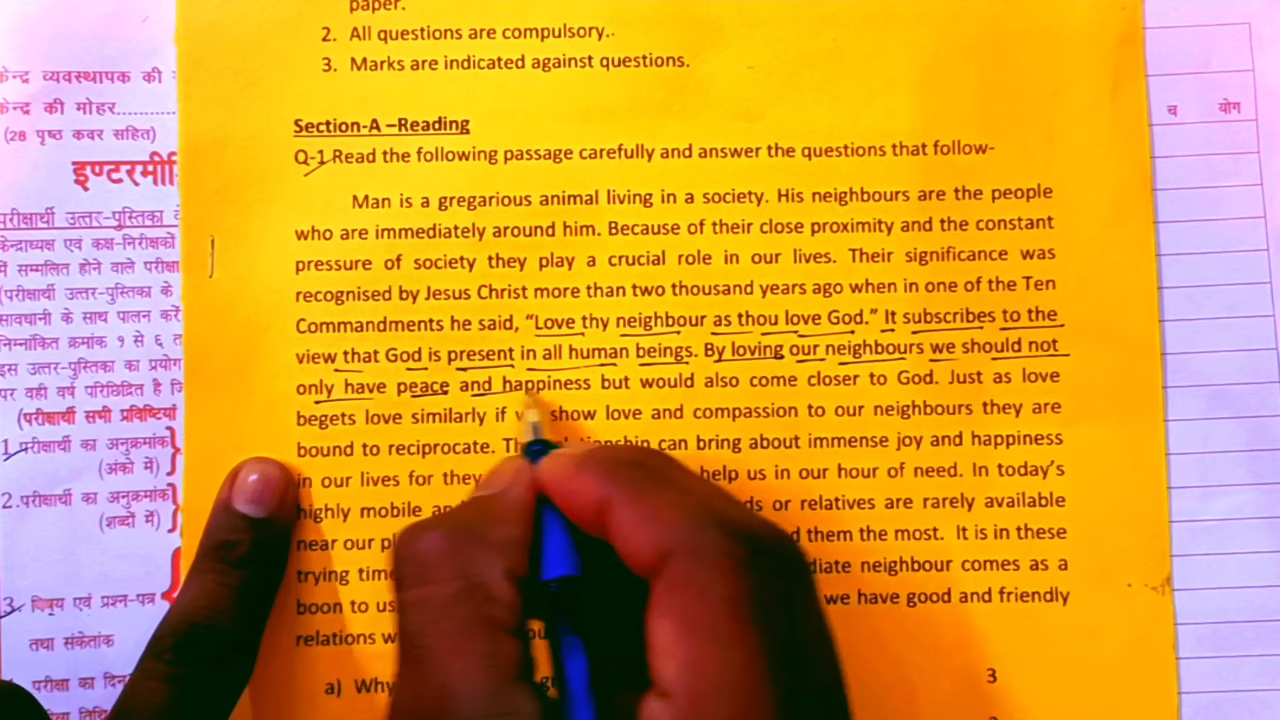 paper.
2. All questions are compulsory..
3. Marks are indicated against questions.
Section-A –Reading
Q-1 Read the following passage carefully and answer the questions that follow-
Man is a gregarious animal living in a society. His neighbours are the people
who are immediately around him. Because of their close proximity and the constant
pressure of society they play a crucial role in our lives. Their significance was
recognised by Jesus Christ more than two thousand years ago when in one of the Ten
Commandments he said, “Love thy neighbour as thou love God.” It subscribes to the
view that God is present in all human beings. By loving our neighbours we should not
only have peace and happiness but would also come closer to God. Just as love
begets love similarly if show love and compassion to our neighbours they are
bound to reciprocate. can bring about immense joy and happiness
in our lives for they help us in our hour of need. In today’s
highly mobile or relatives are rarely available
near our them the most. It is in these
trying neighbour comes as a
boon to us we have good and friendly
relations
a) Why
3
केन्द्र व्यवस्थापक की
केन्द्र की मोहर...........
(28 पृष्ठ कवर सहित)
परीक्षार्थी उत्तर-पुस्तिका
केन्द्राध्यक्ष एवं कक्ष-निरीक्षकों
में सम्मलित होने वाले परीक्षा
(परीक्षार्थी उत्तर-पुस्तिका के
सावधानी के साथ पालन करें
निम्नांकित क्रमांक १ से ६ त
इस उत्तर-पुस्तिका का प्रयोग
पर वही वर्ष परिछिद्रित है
(परीक्षार्थी सभी प्रविष्टियां
1. परीक्षार्थी का अनुक्रमांक
(अंको में)
2. परीक्षार्थी का अनुक्रमांक
(शब्दों में)
3. विषय एवं प्रश्न-पत्र
तथा संकेतांक
परीक्षा का
योग